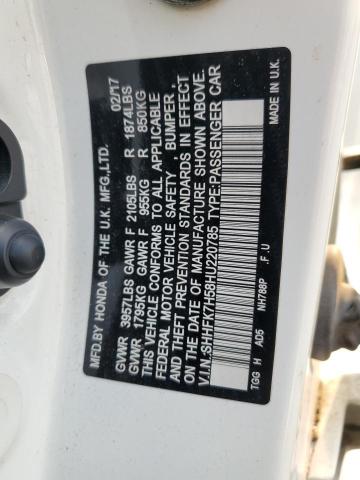 MFD.BY HONDA OF THE U.K. MFG.,LTD. 02/17
GVWR 3957LBS GAWR F 2105LBS R 1874LBS
GVWR 1795KG GAWR F 955KG R 850KG
THIS VEHICLE CONFORMS TO ALL APPLICABLE
FEDERAL MOTOR VEHICLE SAFETY , BUMPER ,
& THEFT PREVENTION STANDARDS IN EFFECT
ON THE DATE OF MANUFACTURE SHOWN ABOVE.
V.I.N.:SHHFK7H58HU220785 TYPE:PASSENGER CAR
TGG H AD5 NH788P .F.U MADE IN U.K.